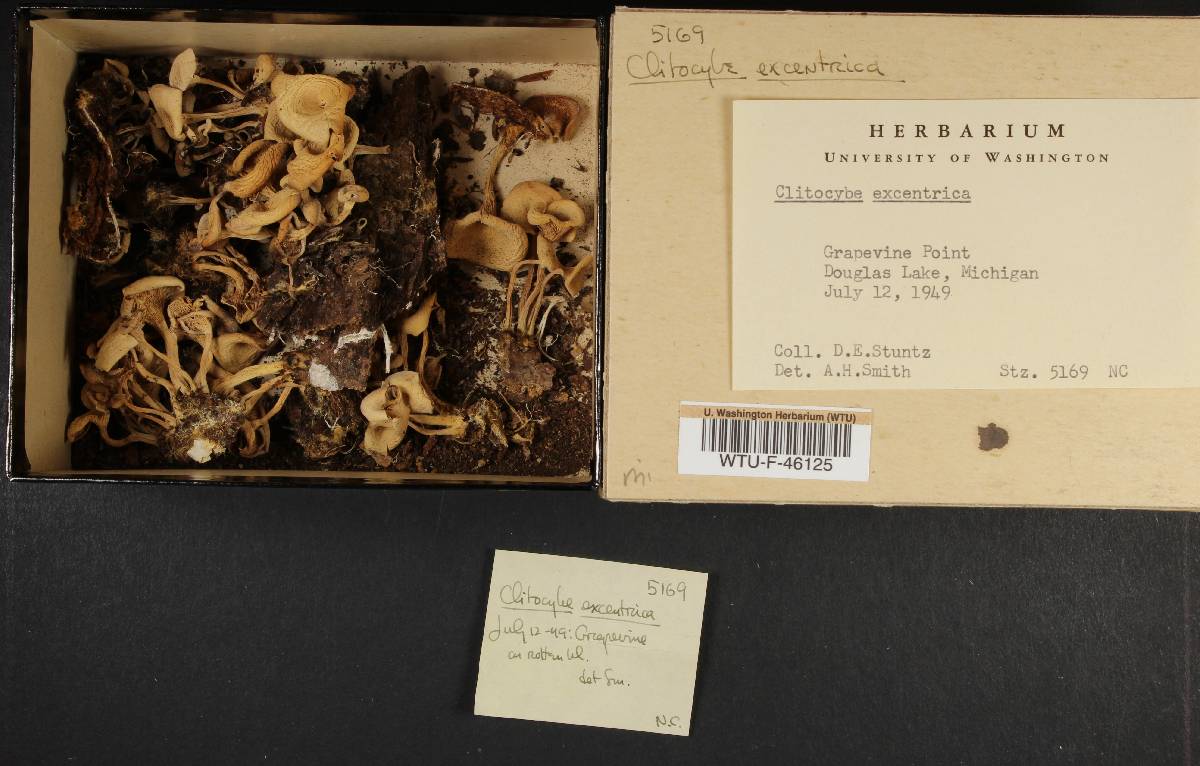 5169
Clitocybe excentrica
HERBARIUM
UNIVERSITY OF WASHINGTON
Clitocybe excentrica
Grapevine Point
Douglas Lake, Michigan
July 12, 1949
Coll. D.E.Stuntz
Det. A.H.Smith Stz. 5169 NC
U. Washington Herbarium (WTU)
WTU-F-46125
mi
5169
Clitocybe excentrica
July 12-49: Grapevine
on rotten wd.
det Sm.
N.C.